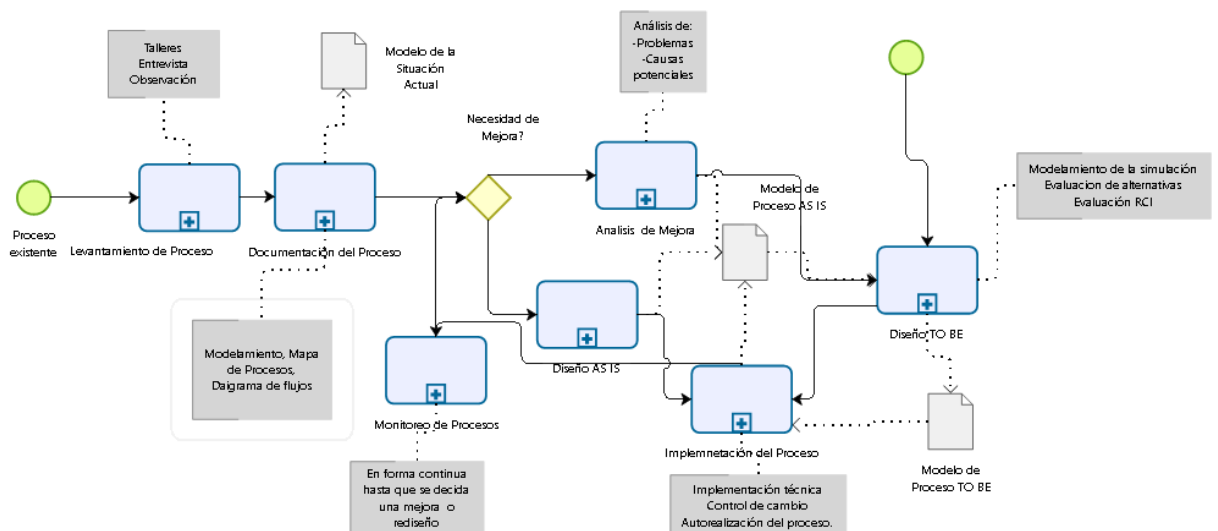 Talleres
Entrevista
Observación
Modelo de la
Situación
Actual
Análisis de:
-Problemas
-Causas
potenciales
Necesidad de
Mejora?
Proceso
existente
Levantamiento de Proceso
Documentación del Proceso
Analisis de Mejora
Modelo de
Proceso AS IS
Modelamiento de la simulación
Evaluacion de alternativas
Evaluación RCI
Modelamiento, Mapa
de Procesos,
Daigrama de flujos
Diseño AS IS
Diseño TO BE
Monitoreo de Procesos
Implemnetación del Proceso
Modelo de
Proceso TO BE
En forma continua
hasta que se decida
una mejora o
rediseño
Implementación técnica
Control de cambio
Autorealización del proceso.